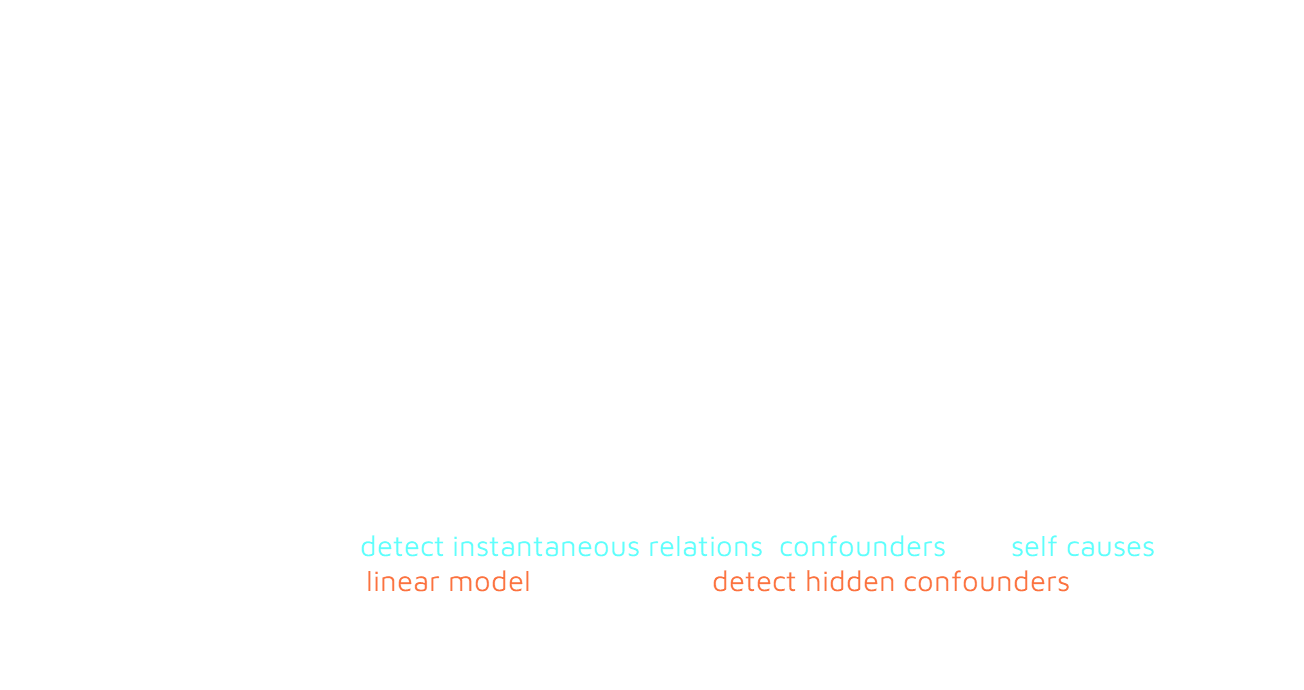 detect instantaneous relations confounders self causes
linear model detect hidden confounders